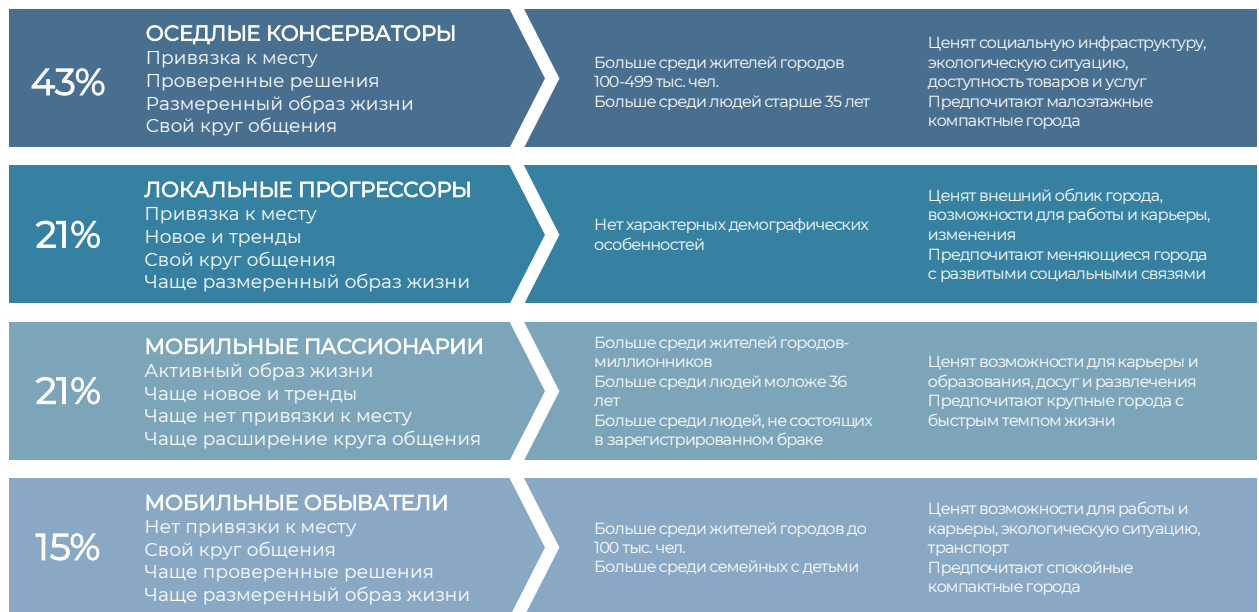 43%
ОСЕДЛЫЕ КОНСЕРВАТОРЫ
Привязка к месту
Проверенные решения
Размеренный образ жизни
Свой круг общения
Больше среди жителей городов
100-499 тыс. чел.
Больше среди людей старше 35 лет
Ценят социальную инфраструктуру,
экологическую ситуацию,
доступность товаров и услуг
Предпочитают малоэтажные
компактные города
21%
ЛОКАЛЬНЫЕ ПРОГРЕССОРЫ
Привязка к месту
Новое и тренды
Свой круг общения
Чаще размеренный образ жизни
Нет характерных демографических
особенностей
Ценят внешний облик города,
возможности для работы и карьеры,
изменения
Предпочитают меняющиеся города
с развитыми социальными связями
21%
МОБИЛЬНЫЕ ПАССИОНАРИИ
Активный образ жизни
Чаще новое и тренды
Чаще нет привязки к месту
Чаще расширение круга общения
Больше среди жителей городов-
миллионников
Больше среди людей моложе 36
лет
Больше среди людей, не состоящих
в зарегистрированном браке
Ценят возможности для карьеры и
образования, досуг и развлечения
Предпочитают крупные города с
быстрым темпом жизни
15%
МОБИЛЬНЫЕ ОБЫВАТЕЛИ
Нет привязки к месту
Свой круг общения
Чаще проверенные решения
Чаще размеренный образ жизни
Больше среди жителей городов до
100 тыс. чел.
Больше среди семейных с детьми
Ценят возможности для работы и
карьеры, экологическую ситуацию,
транспорт
Предпочитают спокойные
компактные города